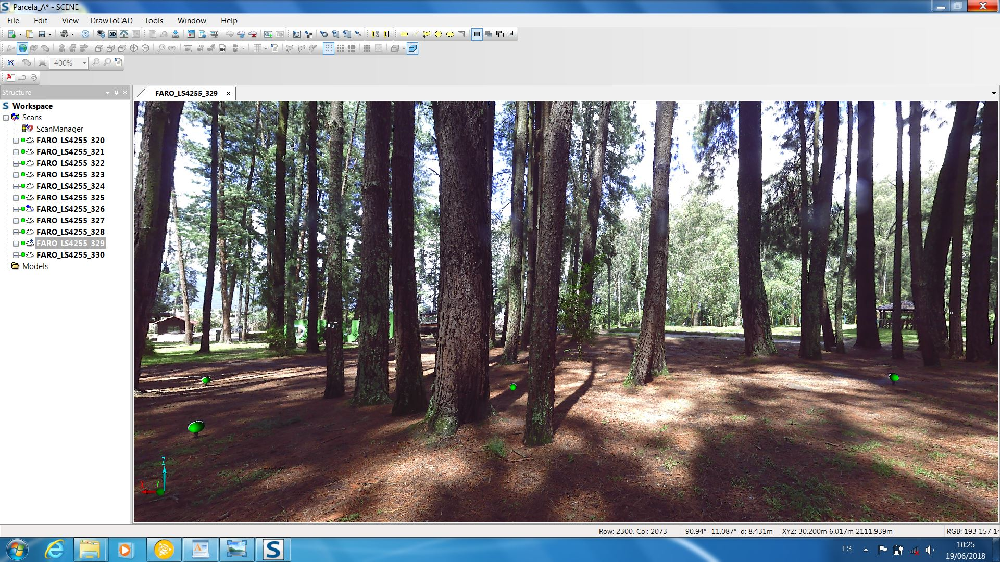 Parcela_A* - SCENE
File Edit View DrawToCAD Tools Window Help
3D
400%
A
Structure
FARO_LS4255_329
Workspace
Scans
ScanManager
FARO_LS4255_320
FARO_LS4255_321
FARO_LS4255_322
FARO_LS4255_323
FARO_LS4255_324
FARO_LS4255_325
FARO_LS4255_326
FARO_LS4255_327
FARO_LS4255_328
FARO_LS4255_329
FARO_LS4255_330
Models
Z
X Y
Row: 2300, Col: 2073 90.94° -11.087° d: 8.431m XYZ: 30.200m 6.017m 2111.939m RGB: 193 157 14
ES 10:25
19/06/2018